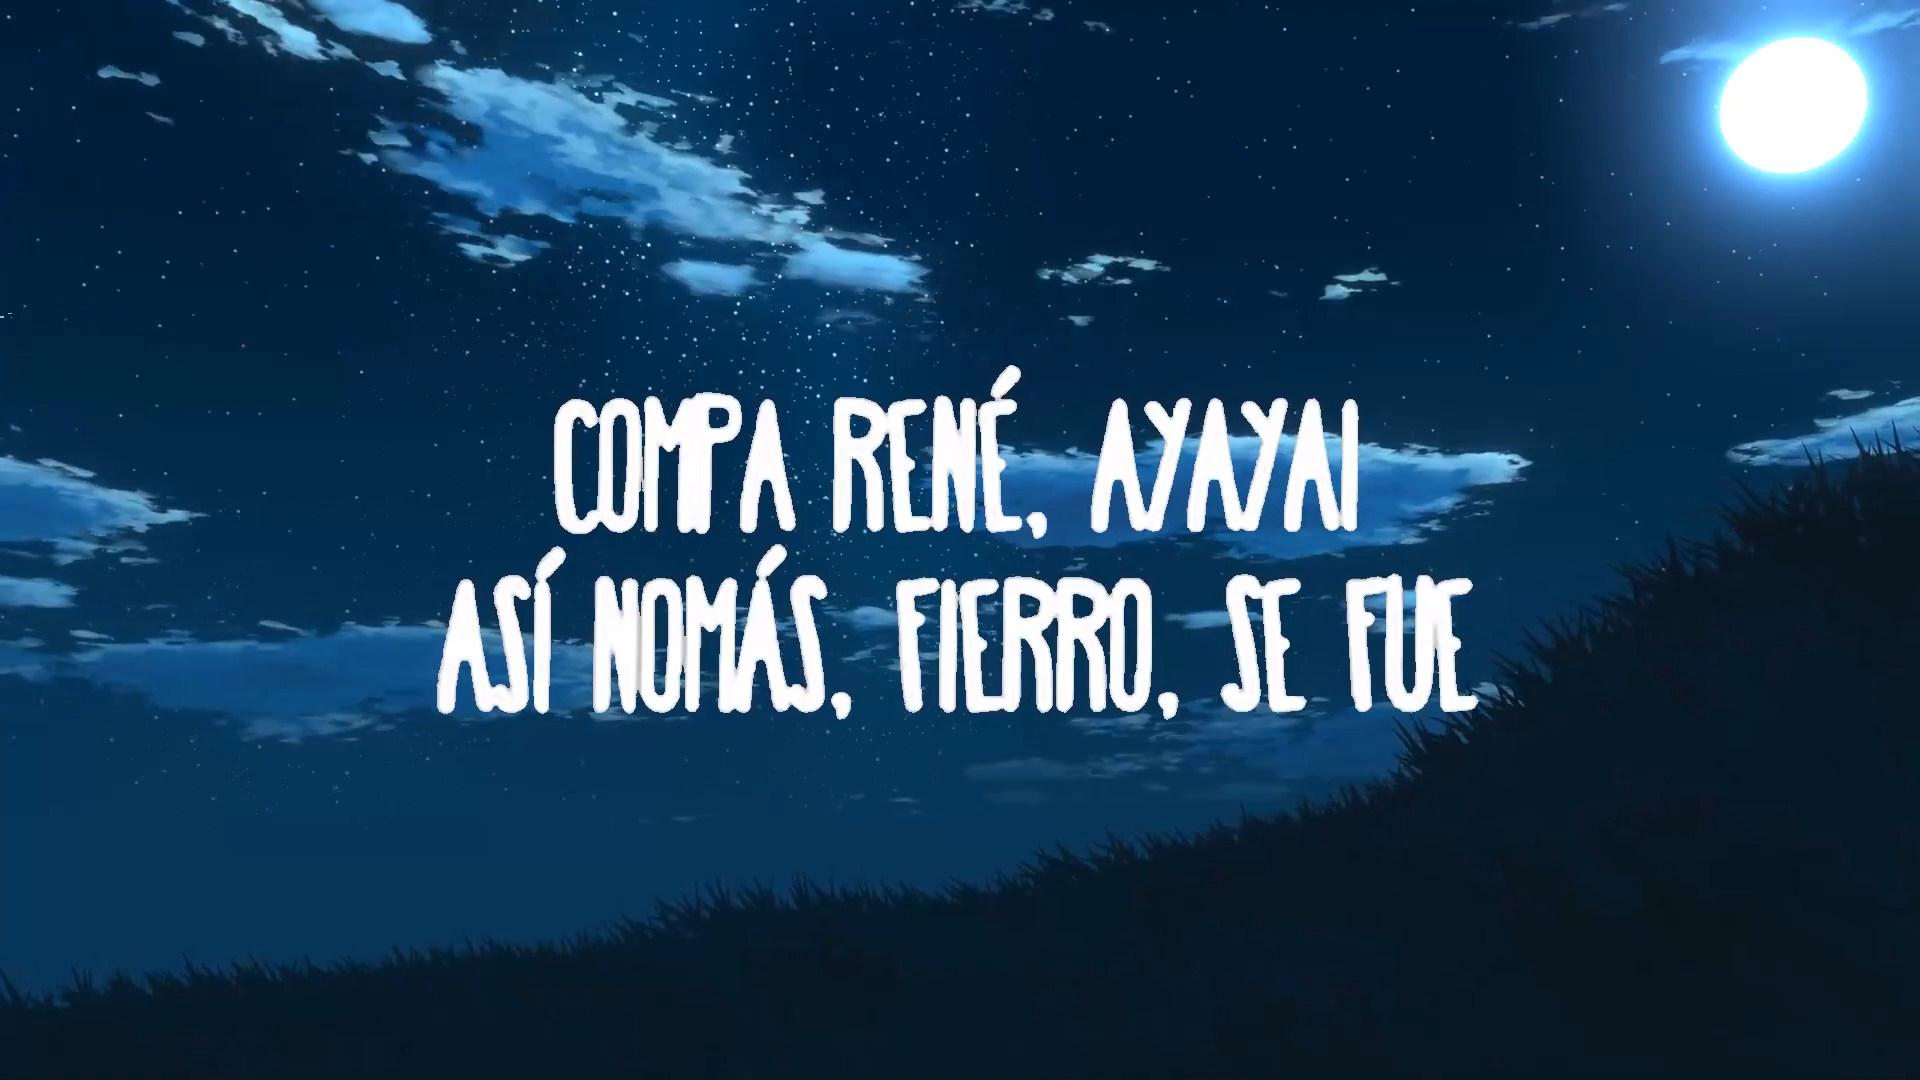 COMPA RENÉ, AYAYAI
ASÍ NOMÁS, FIERRO, SE FUE